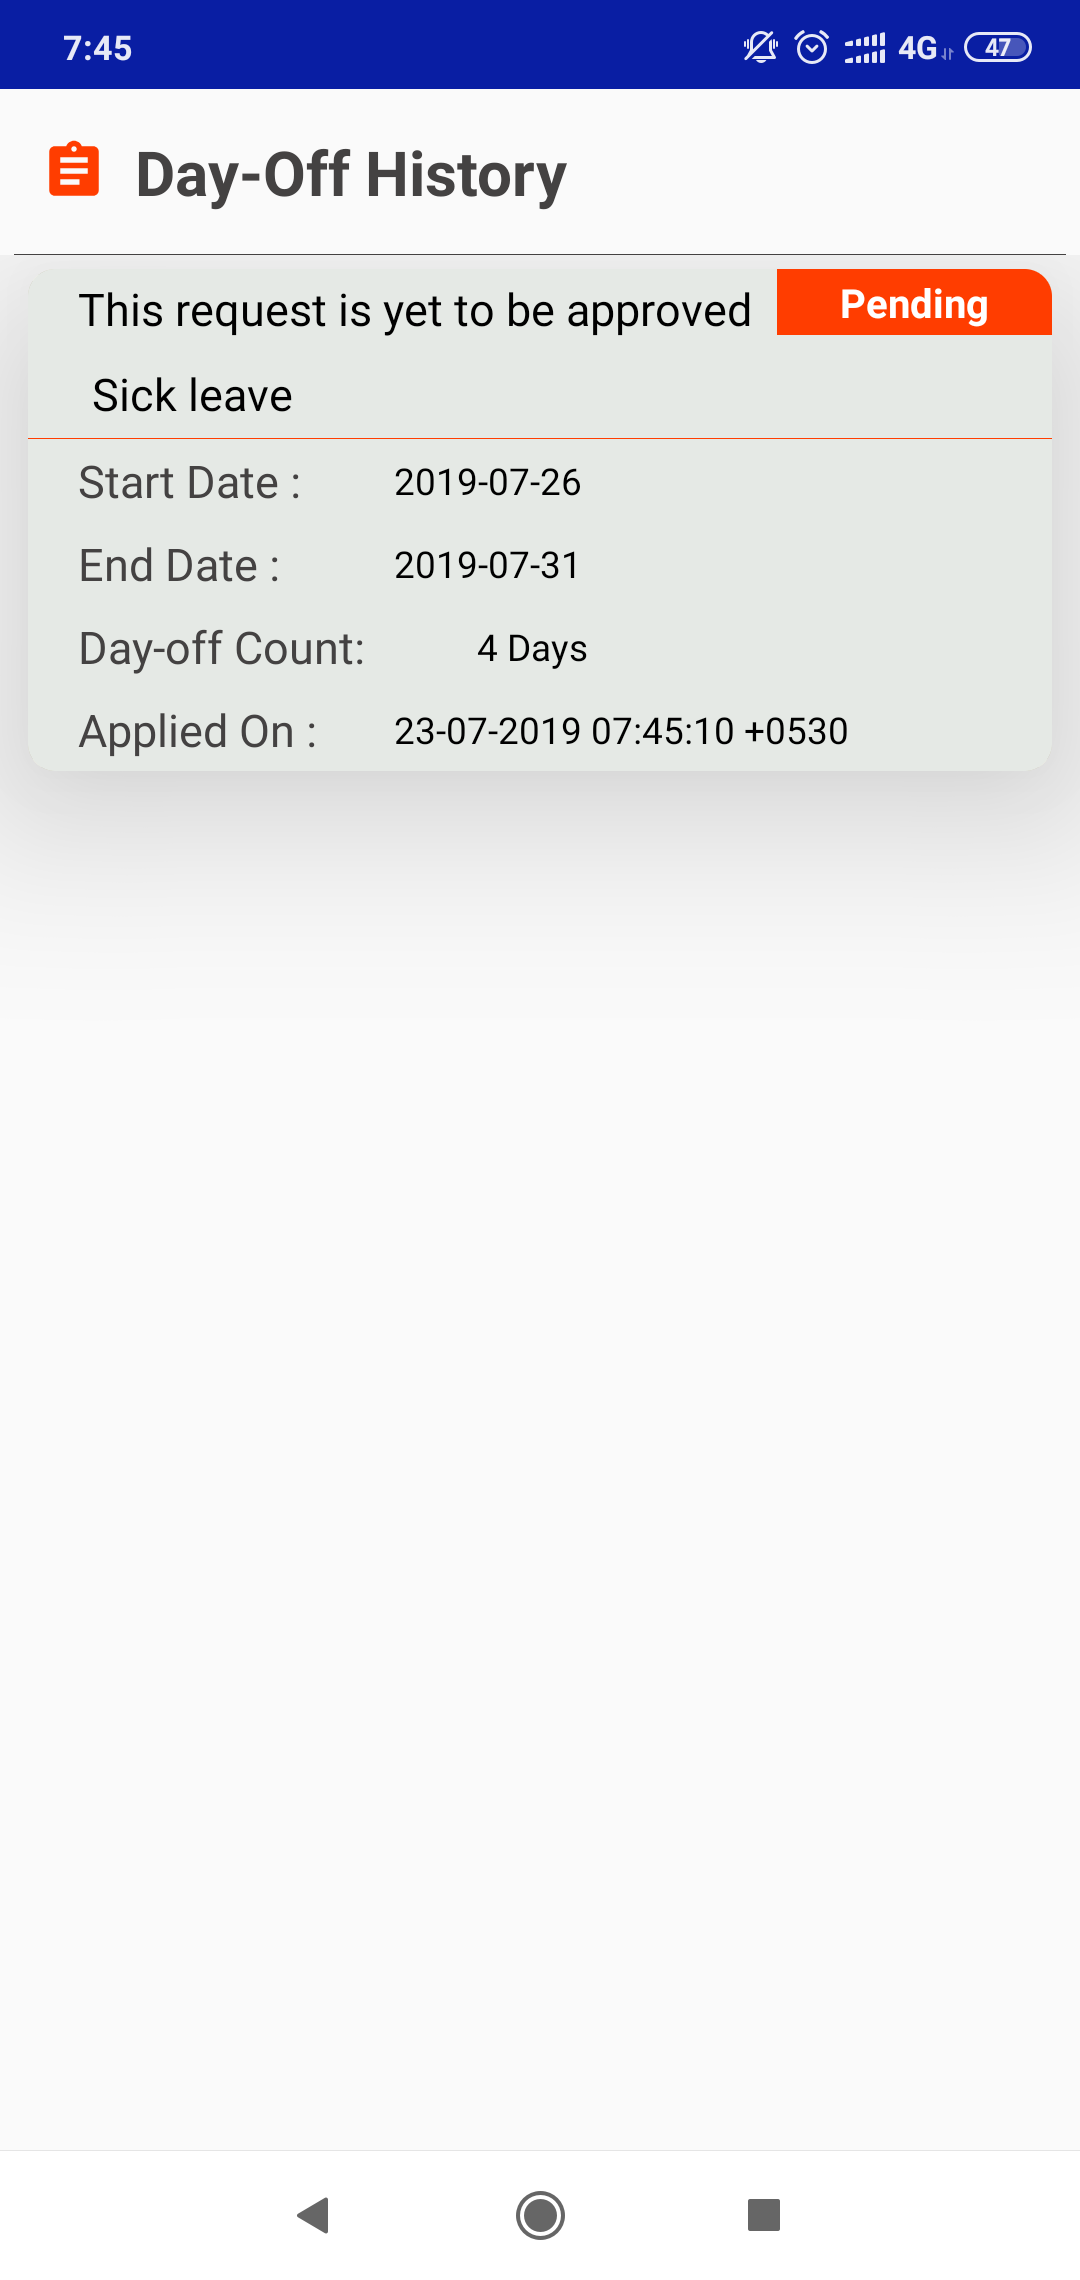 7:45 4G 47
Day-Off History
This request is yet to be approved Pending
Sick leave
Start Date : 2019-07-26
End Date : 2019-07-31
Day-off Count: 4 Days
Applied On : 23-07-2019 07:45:10 +0530